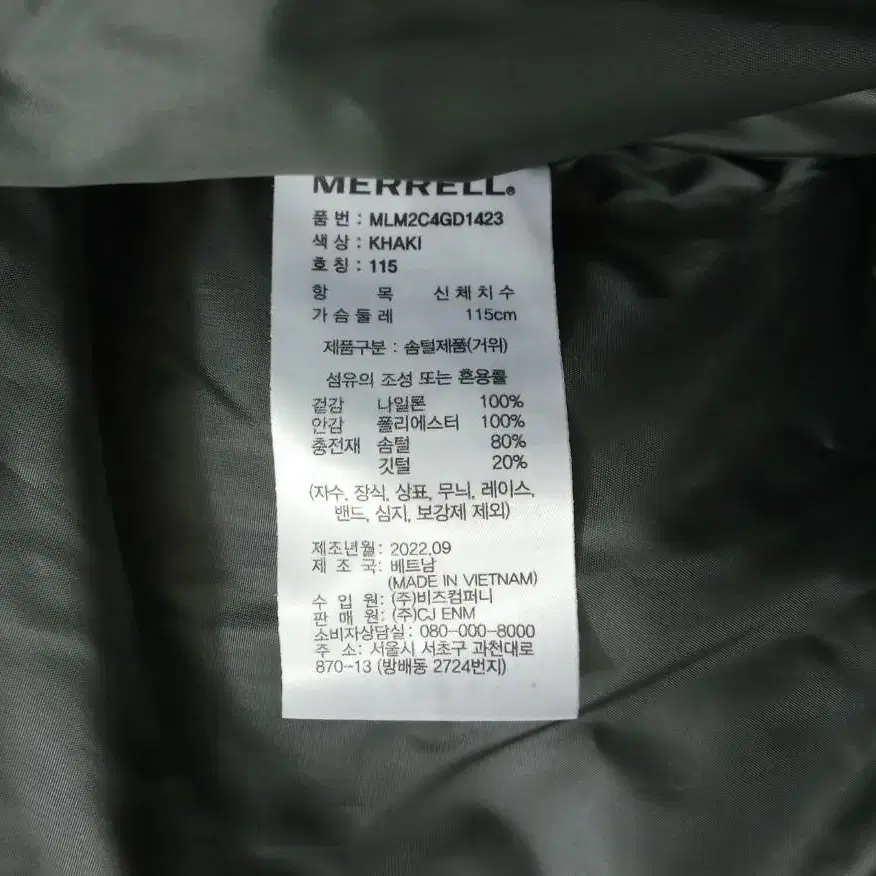 MERRELL®
품 번 : MLM2C4GD1423
색 상 : KHAKI
호 칭 : 115
항 목 신체치수
가슴둘레 115cm
제품구분 : 솜털제품(거위)
섬유의 조성 또는 혼용률
겉감 나일론 100%
안감 폴리에스터 100%
충전재 솜털 80%
깃털 20%
(자수, 장식, 상표, 무늬, 레이스,
밴드, 심지, 보강제 제외)
제조년월: 2022.09
제 조 국: 베트남
(MADE IN VIETNAM)
수 입 원: (주)비즈컴퍼니
판 매 원: (주)CJ ENM
소비자상담실: 080-000-8000
주 소: 서울시 서초구 과천대로
870-13 (방배동 2724번지)